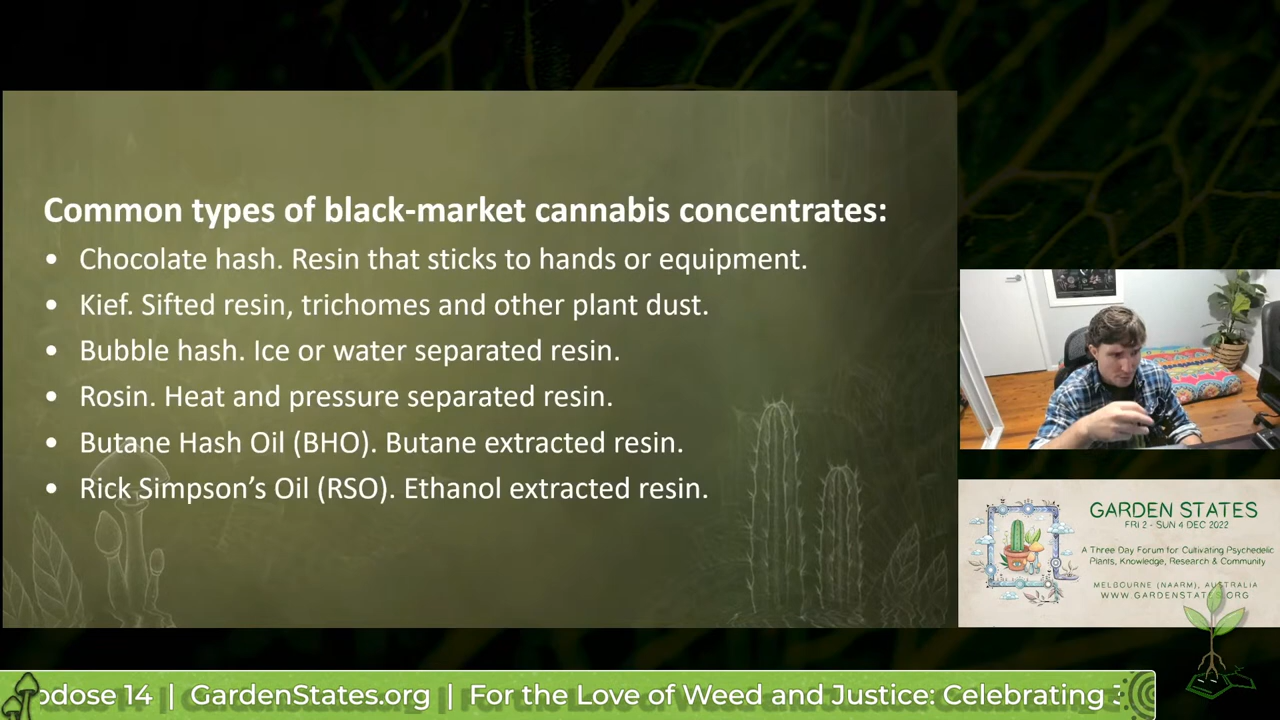 Common types of black-market cannabis concentrates:
• Chocolate hash. Resin that sticks to hands or equipment.
• Kief. Sifted resin, trichomes and other plant dust.
• Bubble hash. Ice or water separated resin.
• Rosin. Heat and pressure separated resin.
• Butane Hash Oil (BHO). Butane extracted resin.
• Rick Simpson's Oil (RSO). Ethanol extracted resin.
GARDEN STATES
FRI 2 - SUN 4 DEC 2022
A Three Day Forum for Cultivating Psychedelic
Plants, Knowledge, Research & Community
MELBOURNE (NAARM), AUSTRALIA
WWW.GARDENSTATES.ORG
odose 14 | GardenStates.org | For the Love of Weed and Justice: Celebrating